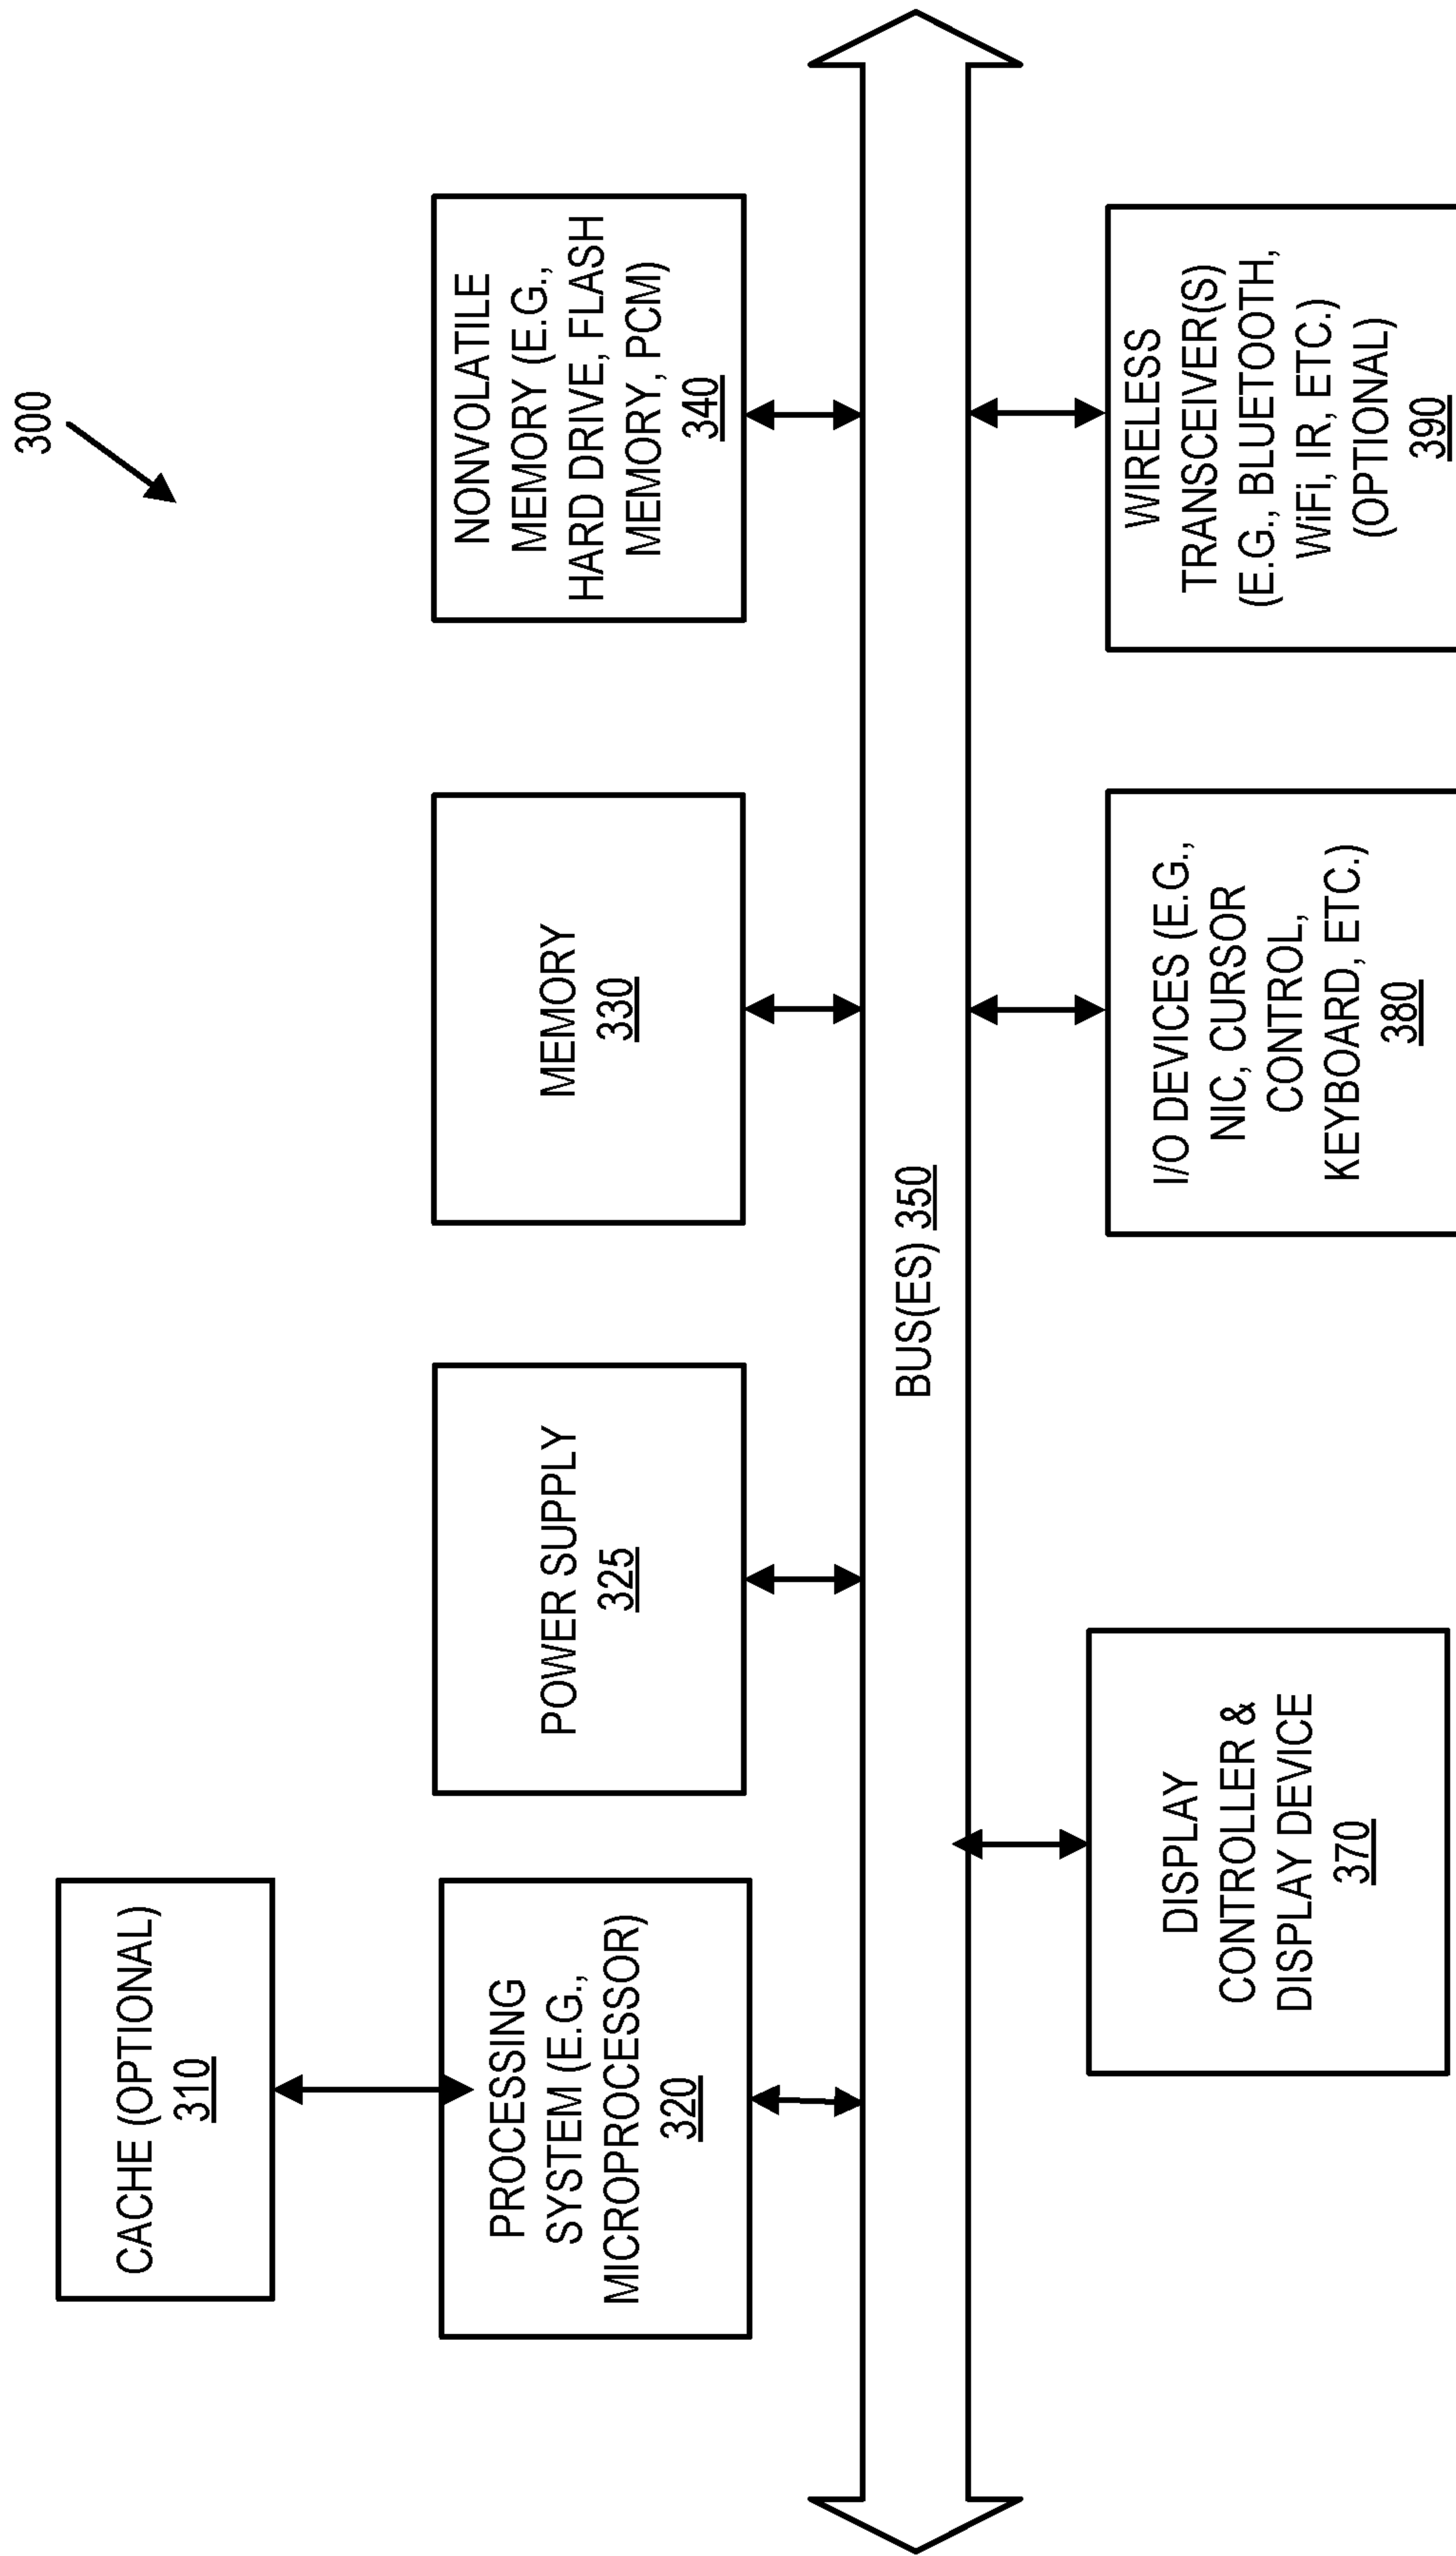 300
CACHE (OPTIONAL)
310
PROCESSING
SYSTEM (E.G.,
MICROPROCESSOR)
320
POWER SUPPLY
325
MEMORY
330
NONVOLATILE
MEMORY (E.G.,
HARD DRIVE, FLASH
MEMORY, PCM)
340
BUS(ES) 350
DISPLAY
CONTROLLER &
DISPLAY DEVICE
370
I/O DEVICES (E.G.,
NIC, CURSOR
CONTROL,
KEYBOARD, ETC.)
380
WIRELESS
TRANSCEIVER(S)
(E.G., BLUETOOTH,
WiFi, IR, ETC.)
(OPTIONAL)
390